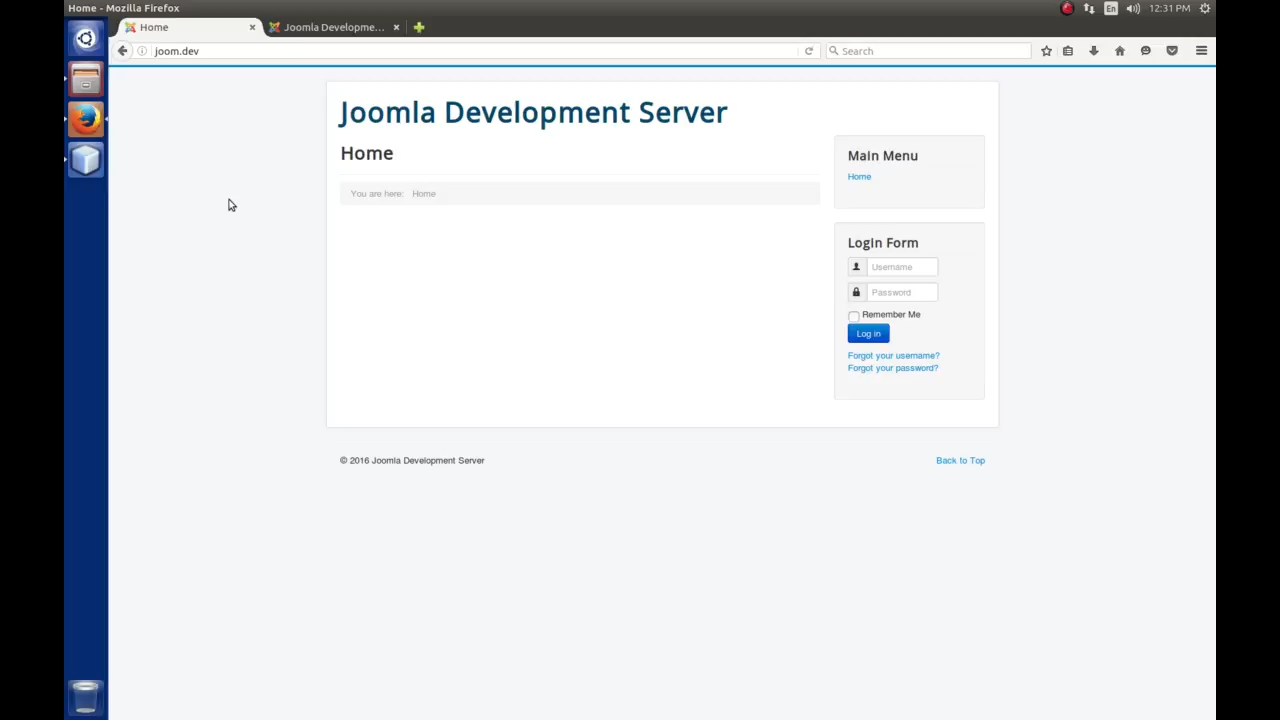 Home - Mozilla Firefox
En
12:31 PM
Home
Joomla Developme...
joom.dev
Search
Joomla Development Server
Home
You are here: Home
Main Menu
Home
Login Form
Username
Password
Remember Me
Log in
Forgot your username?
Forgot your password?
© 2016 Joomla Development Server
Back to Top